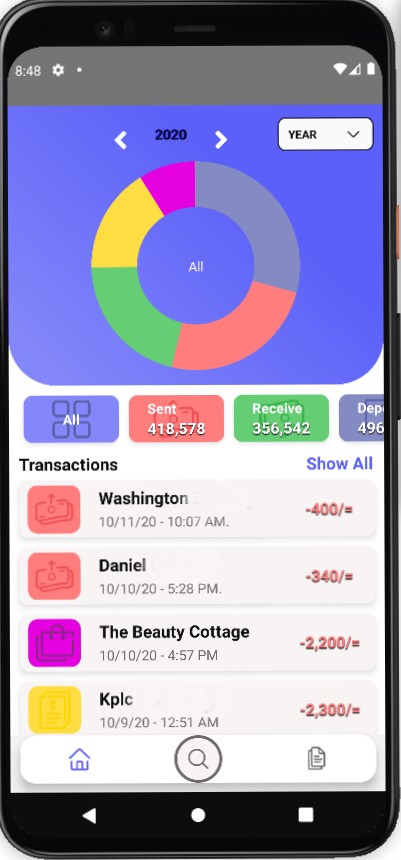 8:48
2020
YEAR
All
All
Sent
418,578
Receive
356,542
Dep
496
Transactions
Show All
Washington
10/11/20 - 10:07 AM.
-400/=
Daniel
10/10/20 - 5:28 PM.
-340/=
The Beauty Cottage
10/10/20 - 4:57 PM
-2,200/=
Kplc
10/9/20 - 12:51 AM
-2,300/=